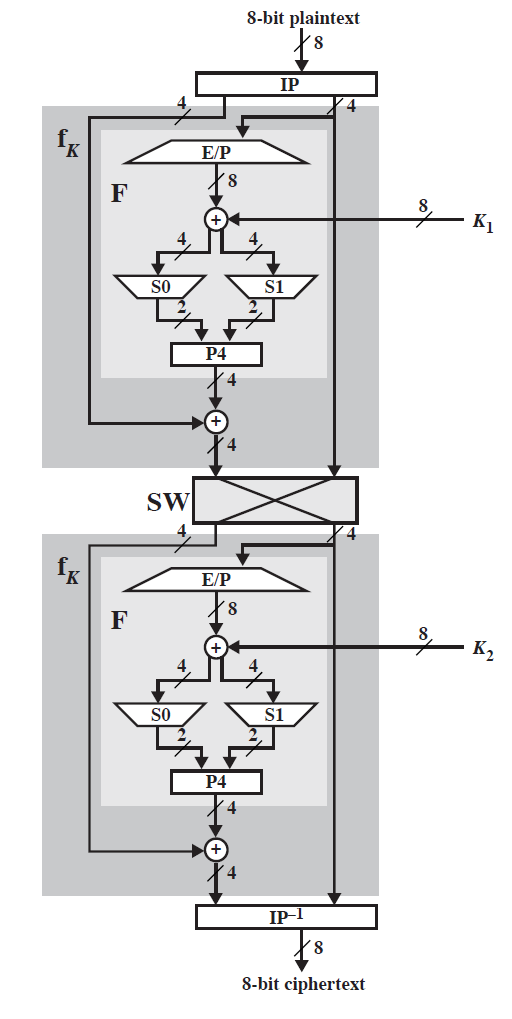 8-bit plaintext
8
IP
4 4
fK
E/P
F
8
+
8
K1
4 4
S0 S1
2 2
P4
4
+
4
SW
4 4
fK
E/P
F
8
+
8
K2
4 4
S0 S1
2 2
P4
4
+
4
IP–1
8
8-bit ciphertext